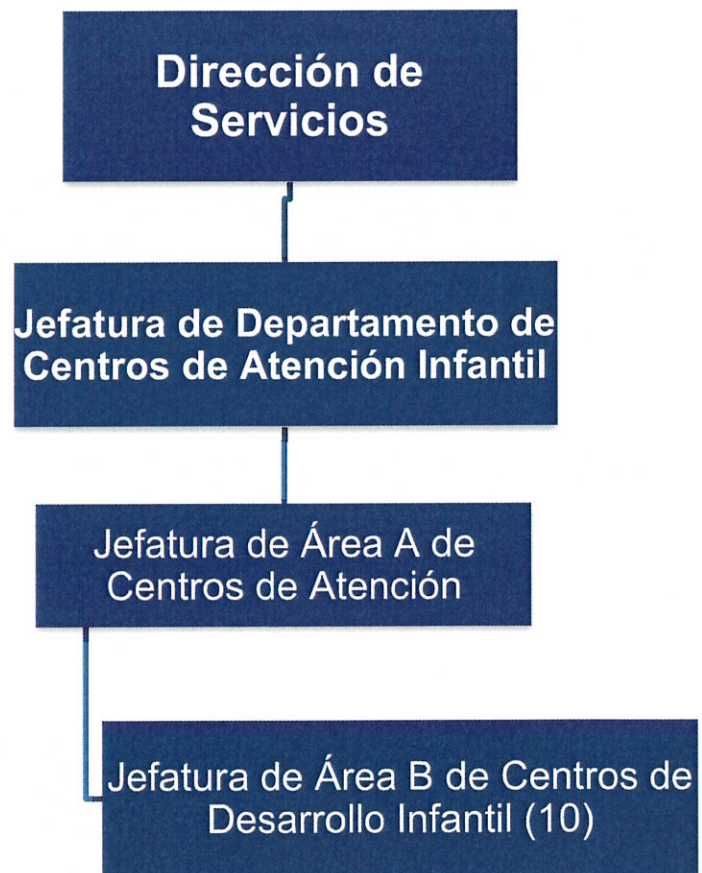 Dirección de
Servicios
Jefatura de Departamento de
Centros de Atención Infantil
Jefatura de Área A de
Centros de Atención
Jefatura de Área B de Centros de
Desarrollo Infantil (10)